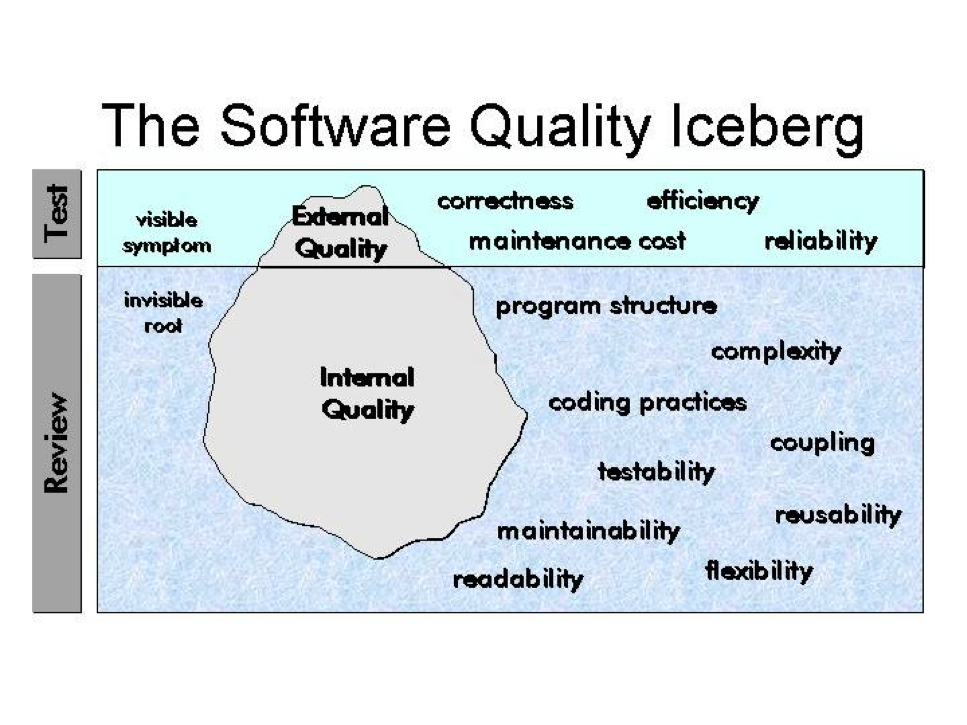 The Software Quality Iceberg
Test
visible
symptom
External
Quality
correctness
efficiency
maintenance cost
reliability
Review
invisible
root
Internal
Quality
program structure
complexity
coding practices
coupling
testability
reusability
maintainability
flexibility
readability